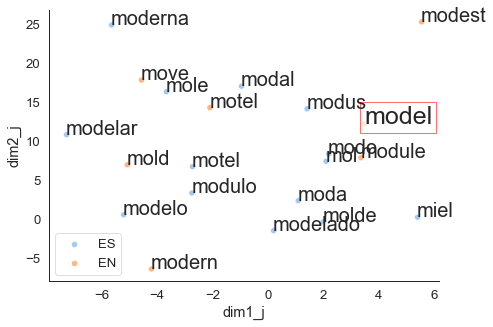 moderna
modest
25
move
mole
modal
20
motel
modus
15
model
modelar
modo
mol
module
10
mold
motel
modulo
5
moda
modelo
molde
miel
0
modelado
modern
−5
ES
EN
−6
−4
−2
0
2
4
6
dim1_j
dim2_j